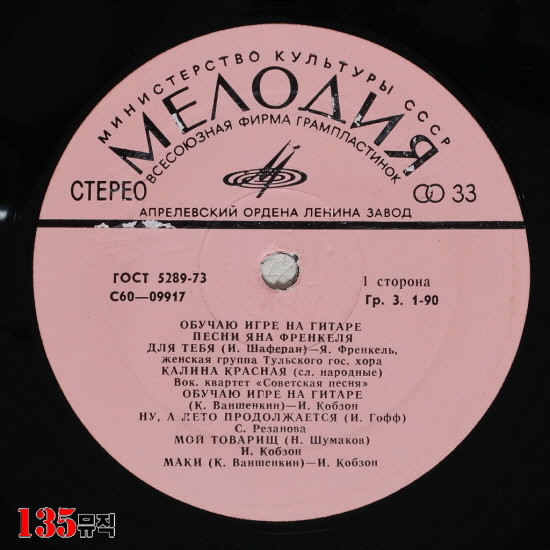 МИНИСТЕРСТВО КУЛЬТУРЫ СССР
МЕЛОДИЯ
ВСЕСОЮЗНАЯ ФИРМА ГРАМПЛАСТИНОК
СТЕРЕО
33
АПРЕЛЕВСКИЙ ОРДЕНА ЛЕНИНА ЗАВОД
ГОСТ 5289-73
1 сторона
С60—09917
Гр. 3. 1-90
ОБУЧАЮ ИГРЕ НА ГИТАРЕ
ПЕСНИ ЯНА ФРЕНКЕЛЯ
ДЛЯ ТЕБЯ (И. Шаферан)—Я. Френкель,
женская группа Тульского гос. хора
КАЛИНА КРАСНАЯ (сл. народные)
Вок. квартет «Советская песня»
ОБУЧАЮ ИГРЕ НА ГИТАРЕ
(К. Ваншенкин)—И. Кобзон
НУ, А ЛЕТО ПРОДОЛЖАЕТСЯ (И. Гофф)
С. Резанова
МОЙ ТОВАРИЩ (Н. Шумаков)
И. Кобзон
МАКИ (К. Ваншенкин)—И. Кобзон
135뮤직